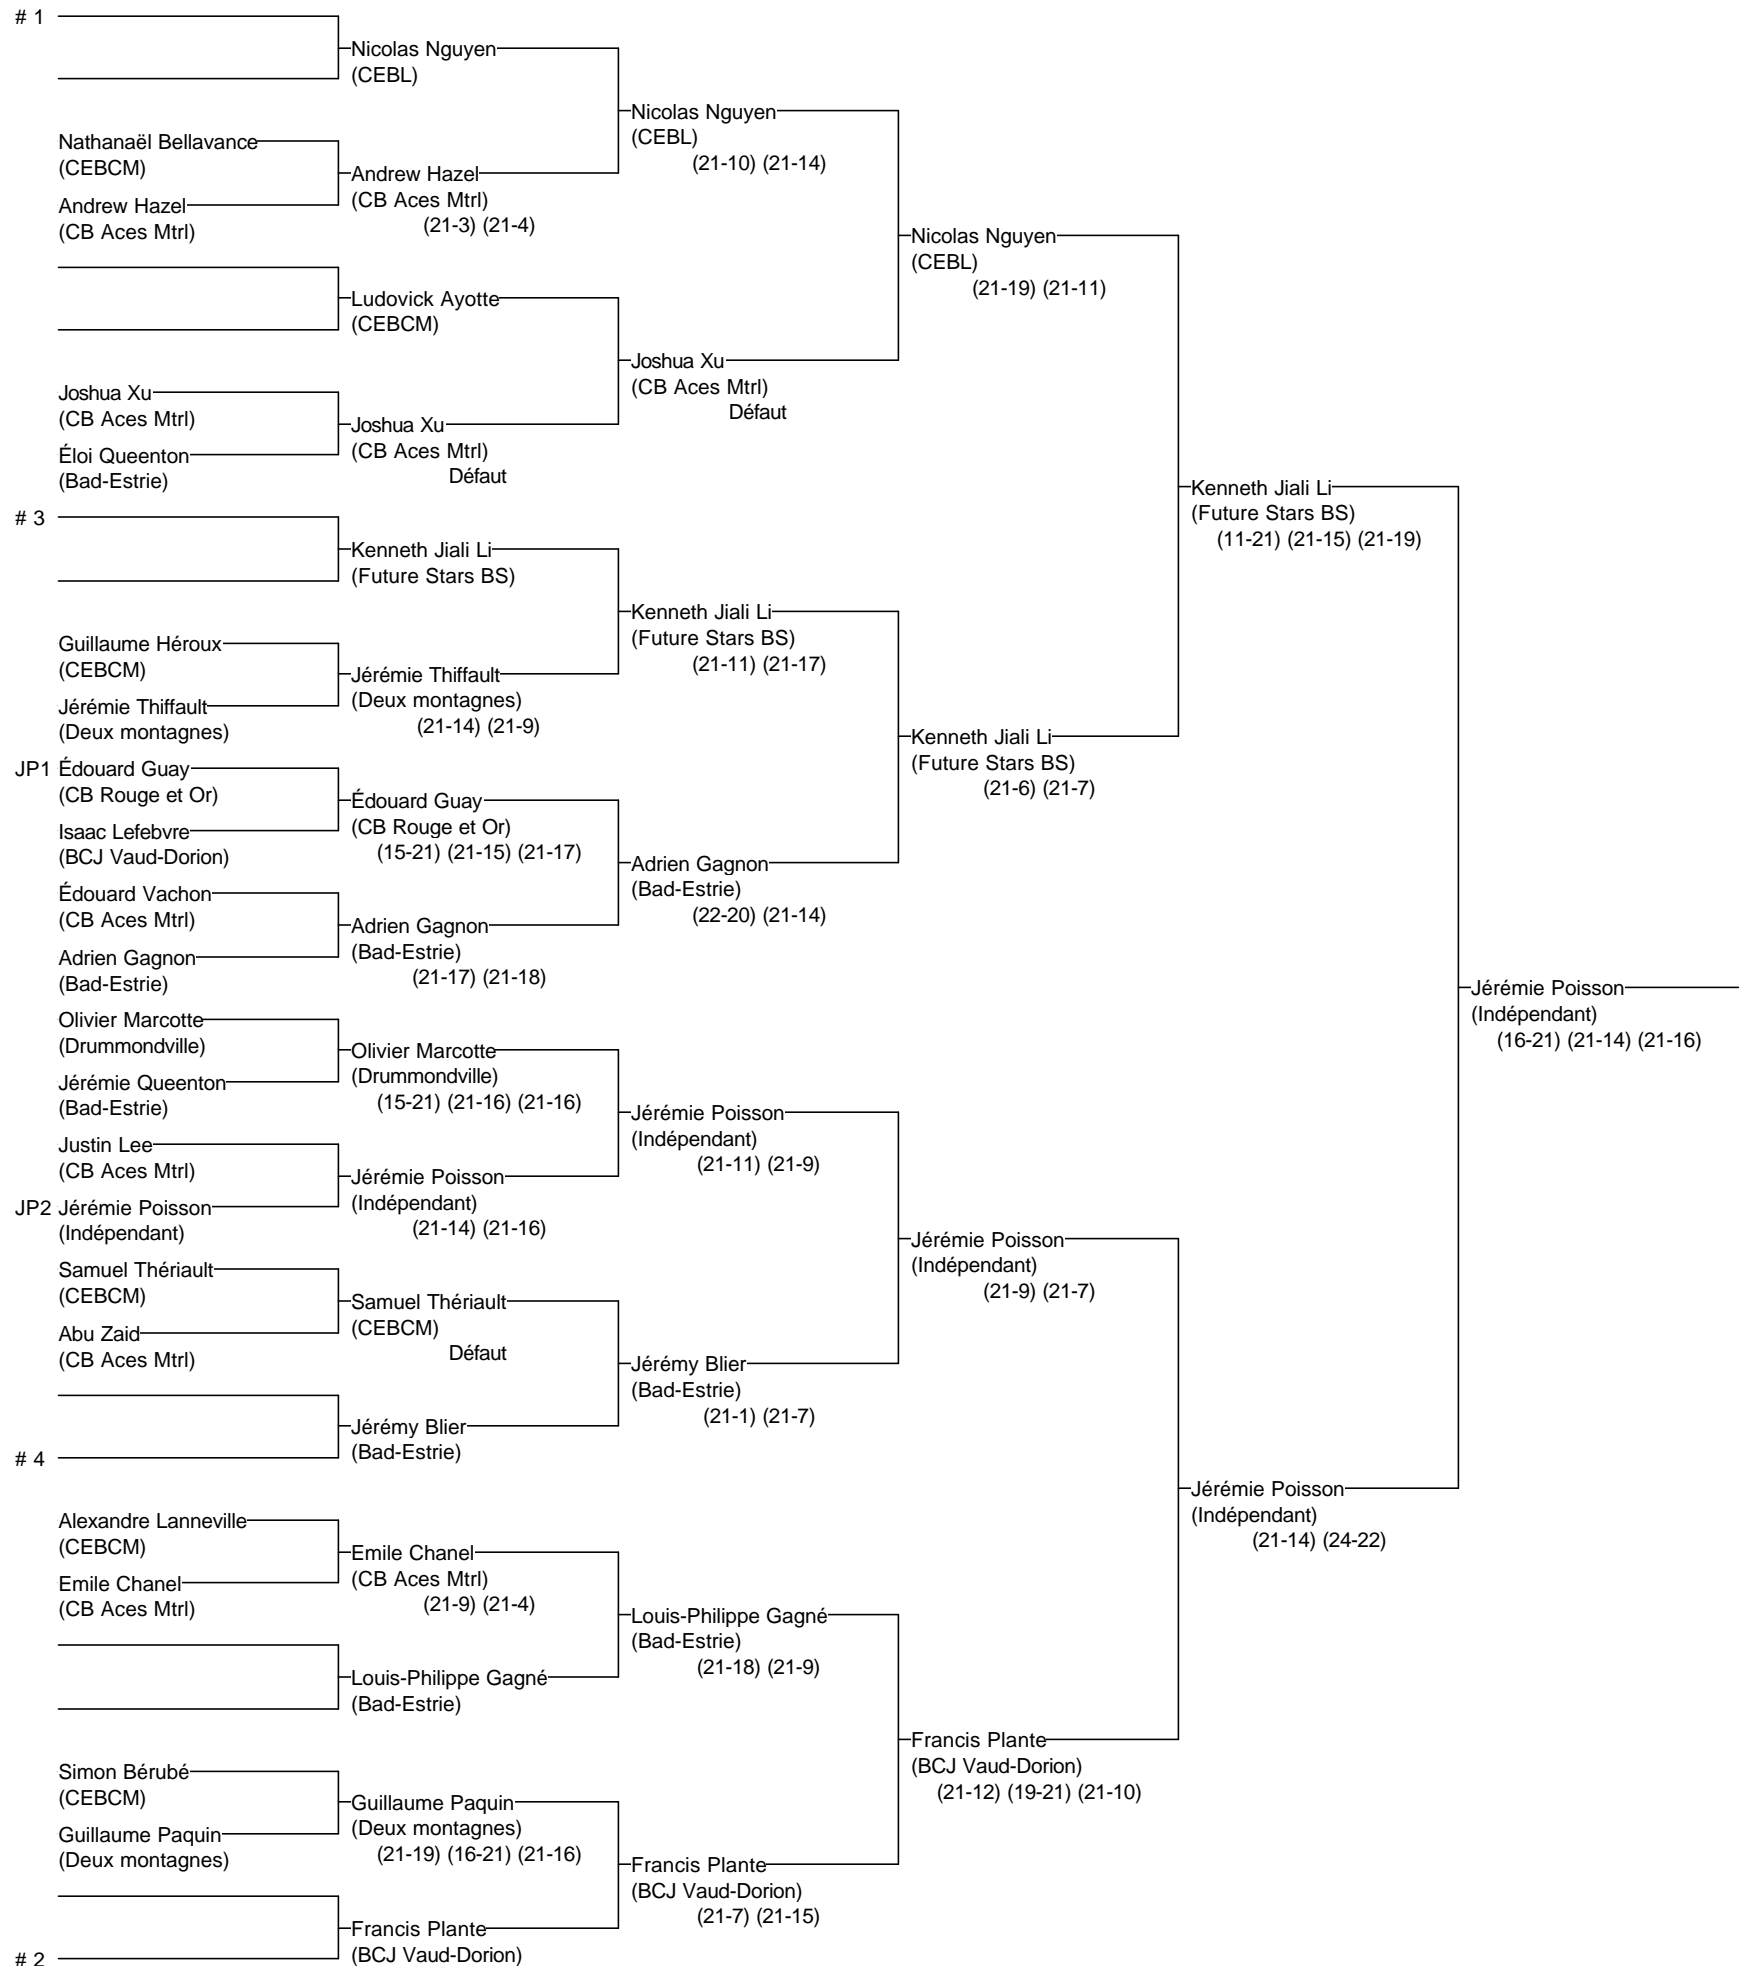 # 1
Nicolas Nguyen
(CEBL)
Nicolas Nguyen
(CEBL)
(21-10) (21-14)
Nathanaël Bellavance
(CEBCM)
Andrew Hazel
(CB Aces Mtrl)
Andrew Hazel
(CB Aces Mtrl)
(21-3) (21-4)
Nicolas Nguyen
(CEBL)
(21-19) (21-11)
Ludovick Ayotte
(CEBCM)
Joshua Xu
(CB Aces Mtrl)
Défaut
Joshua Xu
(CB Aces Mtrl)
Éloi Queenton
(Bad-Estrie)
Joshua Xu
(CB Aces Mtrl)
Défaut
Kenneth Jiali Li
(Future Stars BS)
(11-21) (21-15) (21-19)
# 3
Kenneth Jiali Li
(Future Stars BS)
Kenneth Jiali Li
(Future Stars BS)
(21-11) (21-17)
Guillaume Héroux
(CEBCM)
Jérémie Thiffault
(Deux montagnes)
Jérémie Thiffault
(Deux montagnes)
(21-14) (21-9)
Kenneth Jiali Li
(Future Stars BS)
(21-6) (21-7)
JP1 Édouard Guay
(CB Rouge et Or)
Isaac Lefebvre
(BCJ Vaud-Dorion)
Édouard Guay
(CB Rouge et Or)
(15-21) (21-15) (21-17)
Adrien Gagnon
(Bad-Estrie)
(22-20) (21-14)
Édouard Vachon
(CB Aces Mtrl)
Adrien Gagnon
(Bad-Estrie)
Adrien Gagnon
(Bad-Estrie)
(21-17) (21-18)
Jérémie Poisson
(Indépendant)
(16-21) (21-14) (21-16)
Olivier Marcotte
(Drummondville)
Jérémie Queenton
(Bad-Estrie)
Olivier Marcotte
(Drummondville)
(15-21) (21-16) (21-16)
Jérémie Poisson
(Indépendant)
(21-11) (21-9)
Justin Lee
(CB Aces Mtrl)
JP2 Jérémie Poisson
(Indépendant)
Jérémie Poisson
(Indépendant)
(21-14) (21-16)
Jérémie Poisson
(Indépendant)
(21-9) (21-7)
Samuel Thériault
(CEBCM)
Abu Zaid
(CB Aces Mtrl)
Samuel Thériault
(CEBCM)
Défaut
Jérémy Blier
(Bad-Estrie)
(21-1) (21-7)
Jérémy Blier
(Bad-Estrie)
# 4
Jérémie Poisson
(Indépendant)
(21-14) (24-22)
Alexandre Lanneville
(CEBCM)
Emile Chanel
(CB Aces Mtrl)
Emile Chanel
(CB Aces Mtrl)
(21-9) (21-4)
Louis-Philippe Gagné
(Bad-Estrie)
(21-18) (21-9)
Louis-Philippe Gagné
(Bad-Estrie)
Francis Plante
(BCJ Vaud-Dorion)
(21-12) (19-21) (21-10)
Simon Bérubé
(CEBCM)
Guillaume Paquin
(Deux montagnes)
Guillaume Paquin
(Deux montagnes)
(21-19) (16-21) (21-16)
Francis Plante
(BCJ Vaud-Dorion)
(21-7) (21-15)
Francis Plante
(BCJ Vaud-Dorion)
# 2